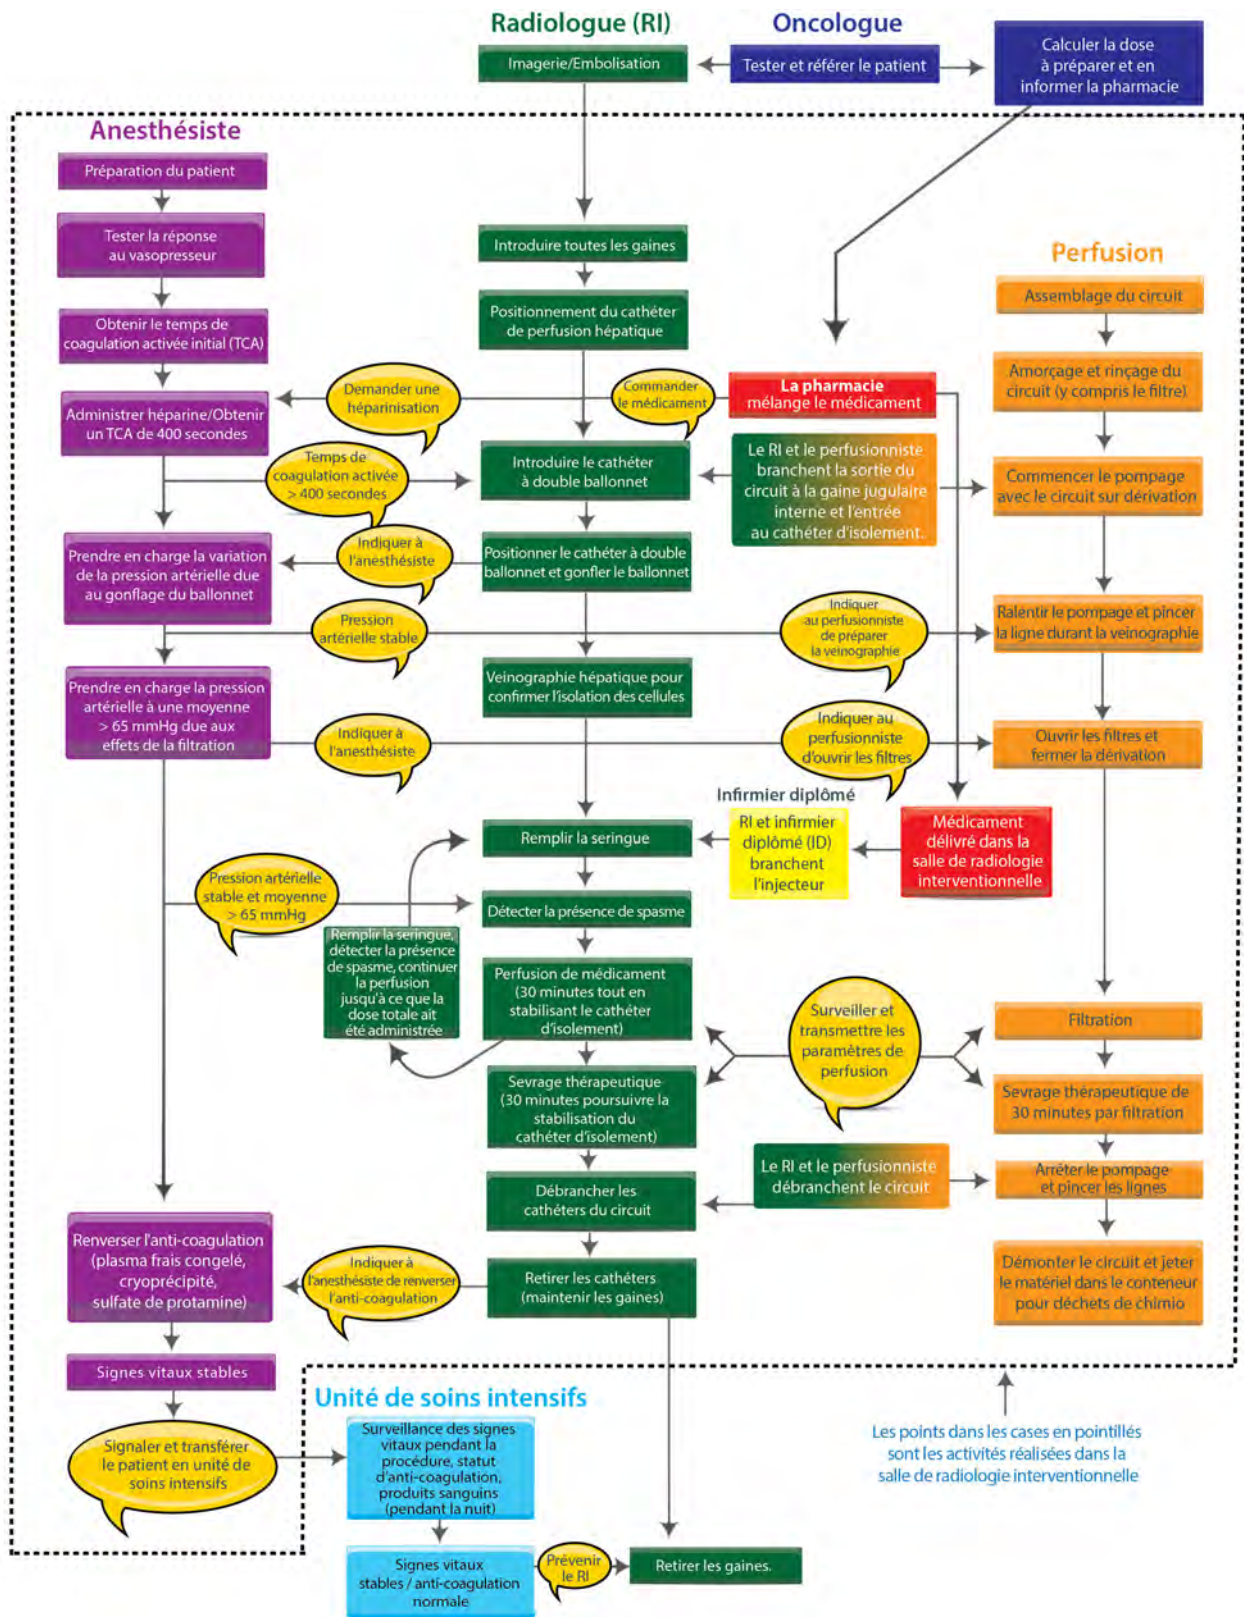 Radiologue (RI)
Oncologue
Imagerie/Embolisation
Tester et référer le patient
Calculer la dose
à préparer et en
informer la pharmacie
Anesthésiste
Préparation du patient
Tester la réponse
au vasopresseur
Obtenir le temps de
coagulation activée initial (TCA)
Administrer héparine/Obtenir
un TCA de 400 secondes
Prendre en charge la variation
de la pression artérielle due
au gonflage du ballonnet
Prendre en charge la pression
artérielle à une moyenne
> 65 mmHg due aux
effets de la filtration
Renverser l'anti-coagulation
(plasma frais congelé,
cryoprécipité,
sulfate de protamine)
Signes vitaux stables
Signaler et transférer
le patient en unité de
soins intensifs
Demander une
héparinisation
Temps de
coagulation activée
> 400 secondes
Indiquer à
l'anesthésiste
Pression
artérielle stable
Indiquer à
l'anesthésiste
Pression artérielle
stable et moyenne
> 65 mmHg
Remplir la seringue,
détecter la présence
de spasme, continuer
la perfusion
jusqu'à ce que la
dose totale ait
été administrée
Indiquer à
l'anesthésiste de renverser
l'anti-coagulation
Introduire toutes les gaines
Positionnement du cathéter
de perfusion hépatique
Commander
le médicament
Introduire le cathéter
à double ballonnet
Positionner le cathéter à double
ballonnet et gonfler le ballonnet
Veinographie hépatique pour
confirmer l'isolation des cellules
Remplir la seringue
Détecter la présence de spasme
Perfusion de médicament
(30 minutes tout en
stabilisant le cathéter
d'isolement)
Sevrage thérapeutique
(30 minutes poursuivre la
stabilisation du
cathéter d'isolement)
Débrancher les
cathéters du circuit
Retirer les cathéters
(maintenir les gaines)
La pharmacie
mélange le médicament
Le RI et le perfusionniste
branchent la sortie du
circuit à la gaine jugulaire
interne et l'entrée
au cathéter d'isolement.
Indiquer
au perfusionniste
de préparer
la veinographie
Indiquer au
perfusionniste
d'ouvrir les filtres
Infirmier diplômé
RI et infirmier
diplômé (ID)
branchent
l'injecteur
Médicament
délivré dans la
salle de radiologie
interventionnelle
Surveiller et
transmettre les
paramètres de
perfusion
Le RI et le perfusionniste
débranchent le circuit
Perfusion
Assemblage du circuit
Amorçage et rinçage du
circuit (y compris le filtre)
Commencer le pompage
avec le circuit sur dérivation
Ralentir le pompage et pincer
la ligne durant la veinographie
Ouvrir les filtres et
fermer la dérivation
Filtration
Sevrage thérapeutique de
30 minutes par filtration
Arrêter le pompage
et pincer les lignes
Démonter le circuit et jeter
le matériel dans le conteneur
pour déchets de chimio
Unité de soins intensifs
Surveillance des signes
vitaux pendant la
procédure, statut
d'anti-coagulation,
produits sanguins
(pendant la nuit)
Signes vitaux
stables / anti-coagulation
normale
Prévenir
le RI
Retirer les gaines.
Les points dans les cases en pointillés
sont les activités réalisées dans la
salle de radiologie interventionnelle